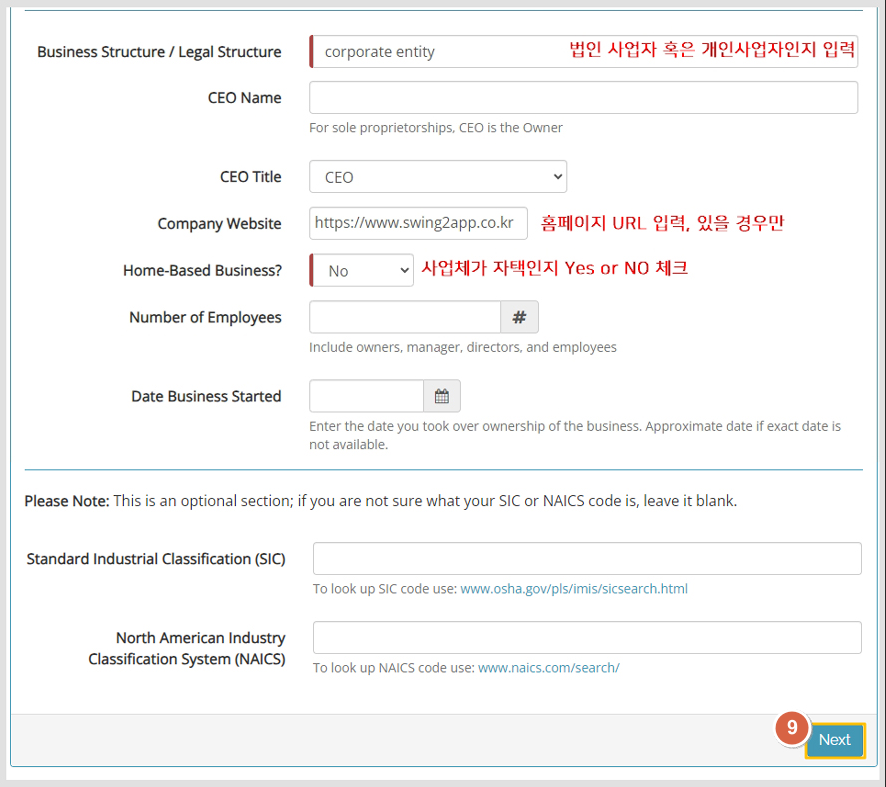 Business Structure / Legal Structure
corporate entity
법인 사업자 혹은 개인사업자인지 입력
CEO Name
For sole proprietorships, CEO is the Owner
CEO Title
CEO
Company Website
https://www.swing2app.co.kr
홈페이지 URL 입력, 있을 경우만
Home-Based Business?
No
사업체가 자택인지 Yes or NO 체크
Number of Employees
#
Include owners, manager, directors, and employees
Date Business Started
Enter the date you took over ownership of the business. Approximate date if exact date is
not available.
Please Note: This is an optional section; if you are not sure what your SIC or NAICS code is, leave it blank.
Standard Industrial Classification (SIC)
To look up SIC code use: www.osha.gov/pls/imis/sicsearch.html
North American Industry
Classification System (NAICS)
To look up NAICS code use: www.naics.com/search/
9
Next